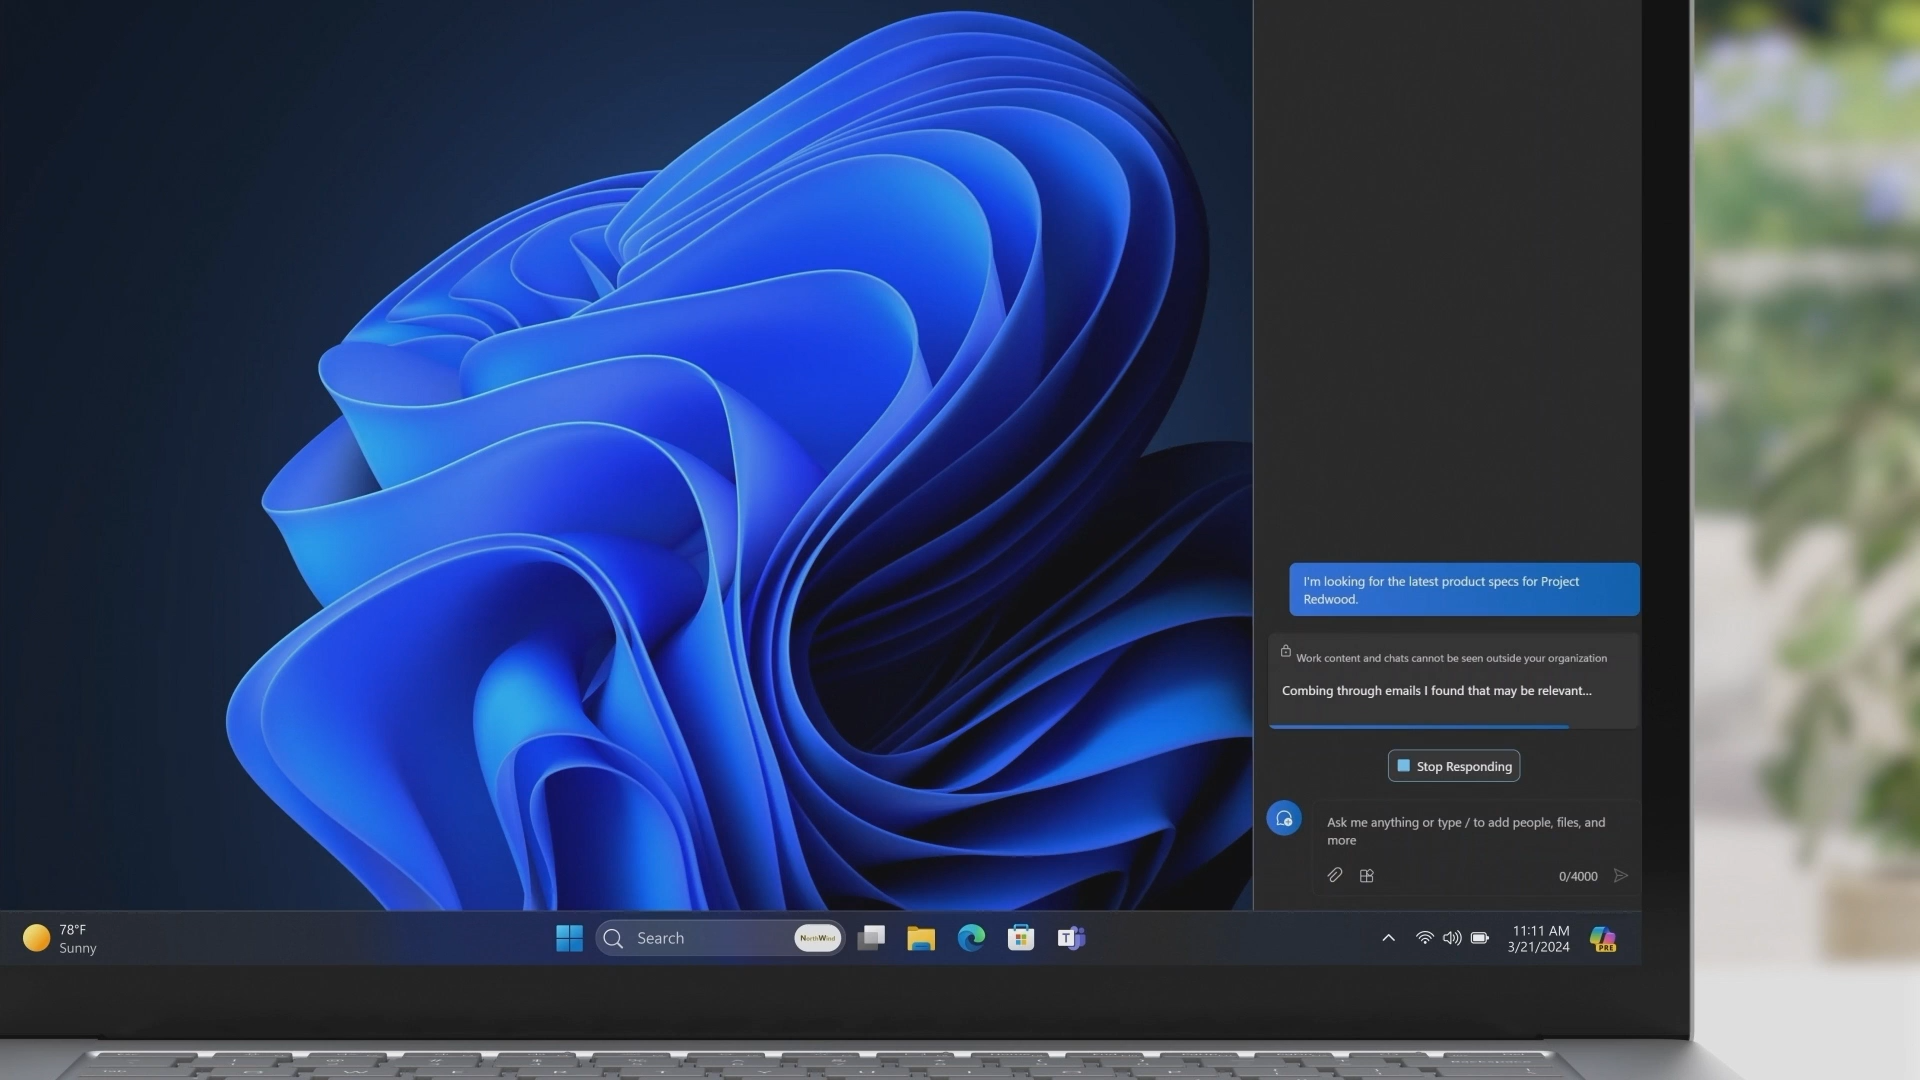 I'm looking for the latest product specs for Project
Redwood.
Work content and chats cannot be seen outside your organization
Combing through emails I found that may be relevant...
Stop Responding
Ask me anything or type / to add people, files, and
more
0/4000
78°F
Sunny
Search
NorthWind
T
11:11 AM
3/21/2024
PRE